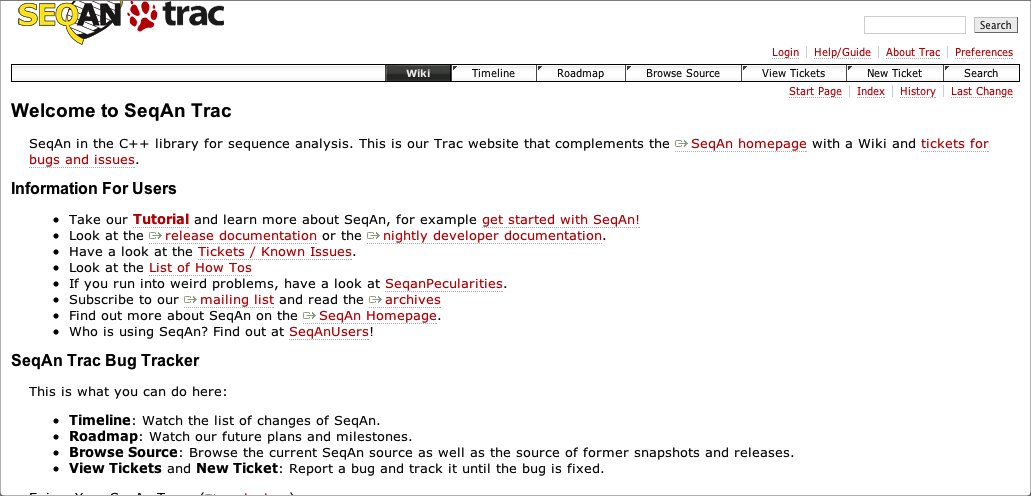 SEQAN trac
Search
Login Help/Guide About Trac Preferences
Wiki Timeline Roadmap Browse Source View Tickets New Ticket Search
Start Page Index History Last Change
Welcome to SeqAn Trac
SeqAn in the C++ library for sequence analysis. This is our Trac website that complements the SeqAn homepage with a Wiki and tickets for
bugs and issues.
Information For Users
Take our Tutorial and learn more about SeqAn, for example get started with SeqAn!
Look at the release documentation or the nightly developer documentation.
Have a look at the Tickets / Known Issues.
Look at the List of How Tos
If you run into weird problems, have a look at SeqanPecularities.
Subscribe to our mailing list and read the archives
Find out more about SeqAn on the SeqAn Homepage.
Who is using SeqAn? Find out at SeqAnUsers!
SeqAn Trac Bug Tracker
This is what you can do here:
Timeline: Watch the list of changes of SeqAn.
Roadmap: Watch our future plans and milestones.
Browse Source: Browse the current SeqAn source as well as the source of former snapshots and releases.
View Tickets and New Ticket: Report a bug and track it until the bug is fixed.